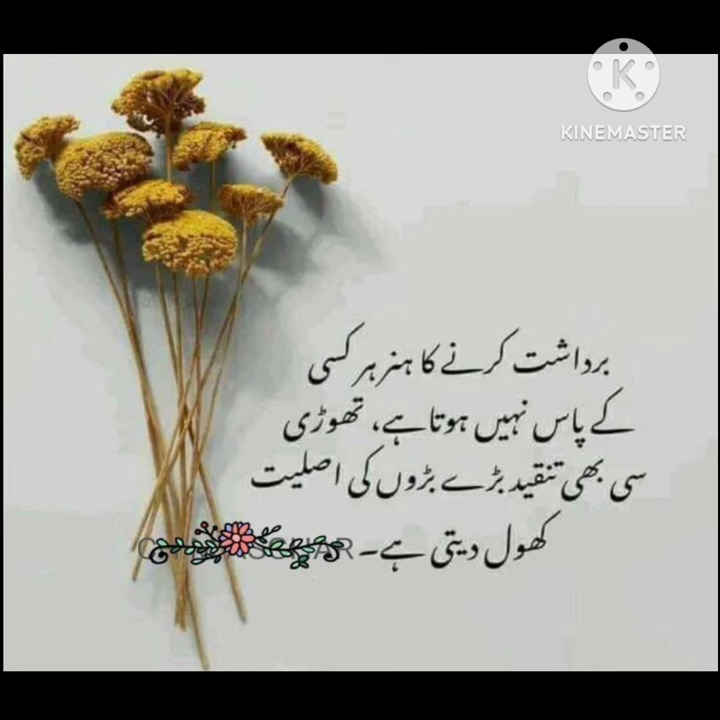 KINEMASTER
برداشت کرنے کا ہنر ہر کسی
کے پاس نہیں ہوتا ہے، تھوڑی
سی بھی تنقید بڑے بڑوں کی اصلیت
کھول دیتی ہے۔